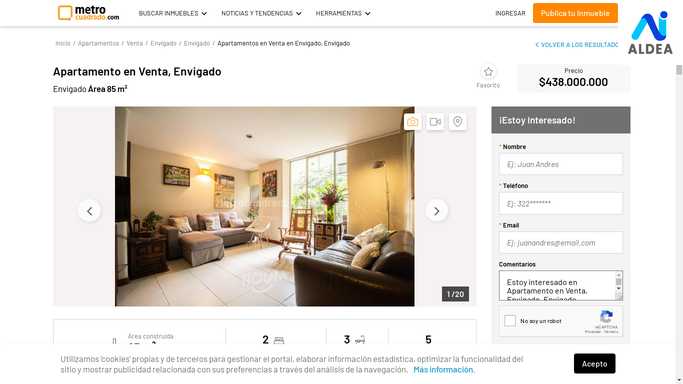 metro
cuadrado.com
BUSCAR INMUEBLES
NOTICIAS Y TENDENCIAS
HERRAMIENTAS
INGRESAR
Publica tu Inmueble
ALDEA
Inicio / Apartamentos / Venta / Envigado / Envigado / Apartamentos en Venta en Envigado, Envigado
< VOLVER A LOS RESULTADO
Apartamento en Venta, Envigado
Envigado Área 85 m²
Favorito
Precio
$438.000.000
1 / 20
¡Estoy Interesado!
* Nombre
Ej: Juan Andres
* Teléfono
Ej: 322*******
* Email
Ej: juanandres@email.com
Comentarios
Estoy interesado en
Apartamento en Venta,
Envigado, Envigado
No soy un robot
reCAPTCHA
Privacidad - Términos
Área construida
2
3
5
Utilizamos 'cookies' propias y de terceros para gestionar el portal, elaborar información estadística, optimizar la funcionalidad del
sitio y mostrar publicidad relacionada con sus preferencias a través del análisis de la navegación. Más información.
Acepto